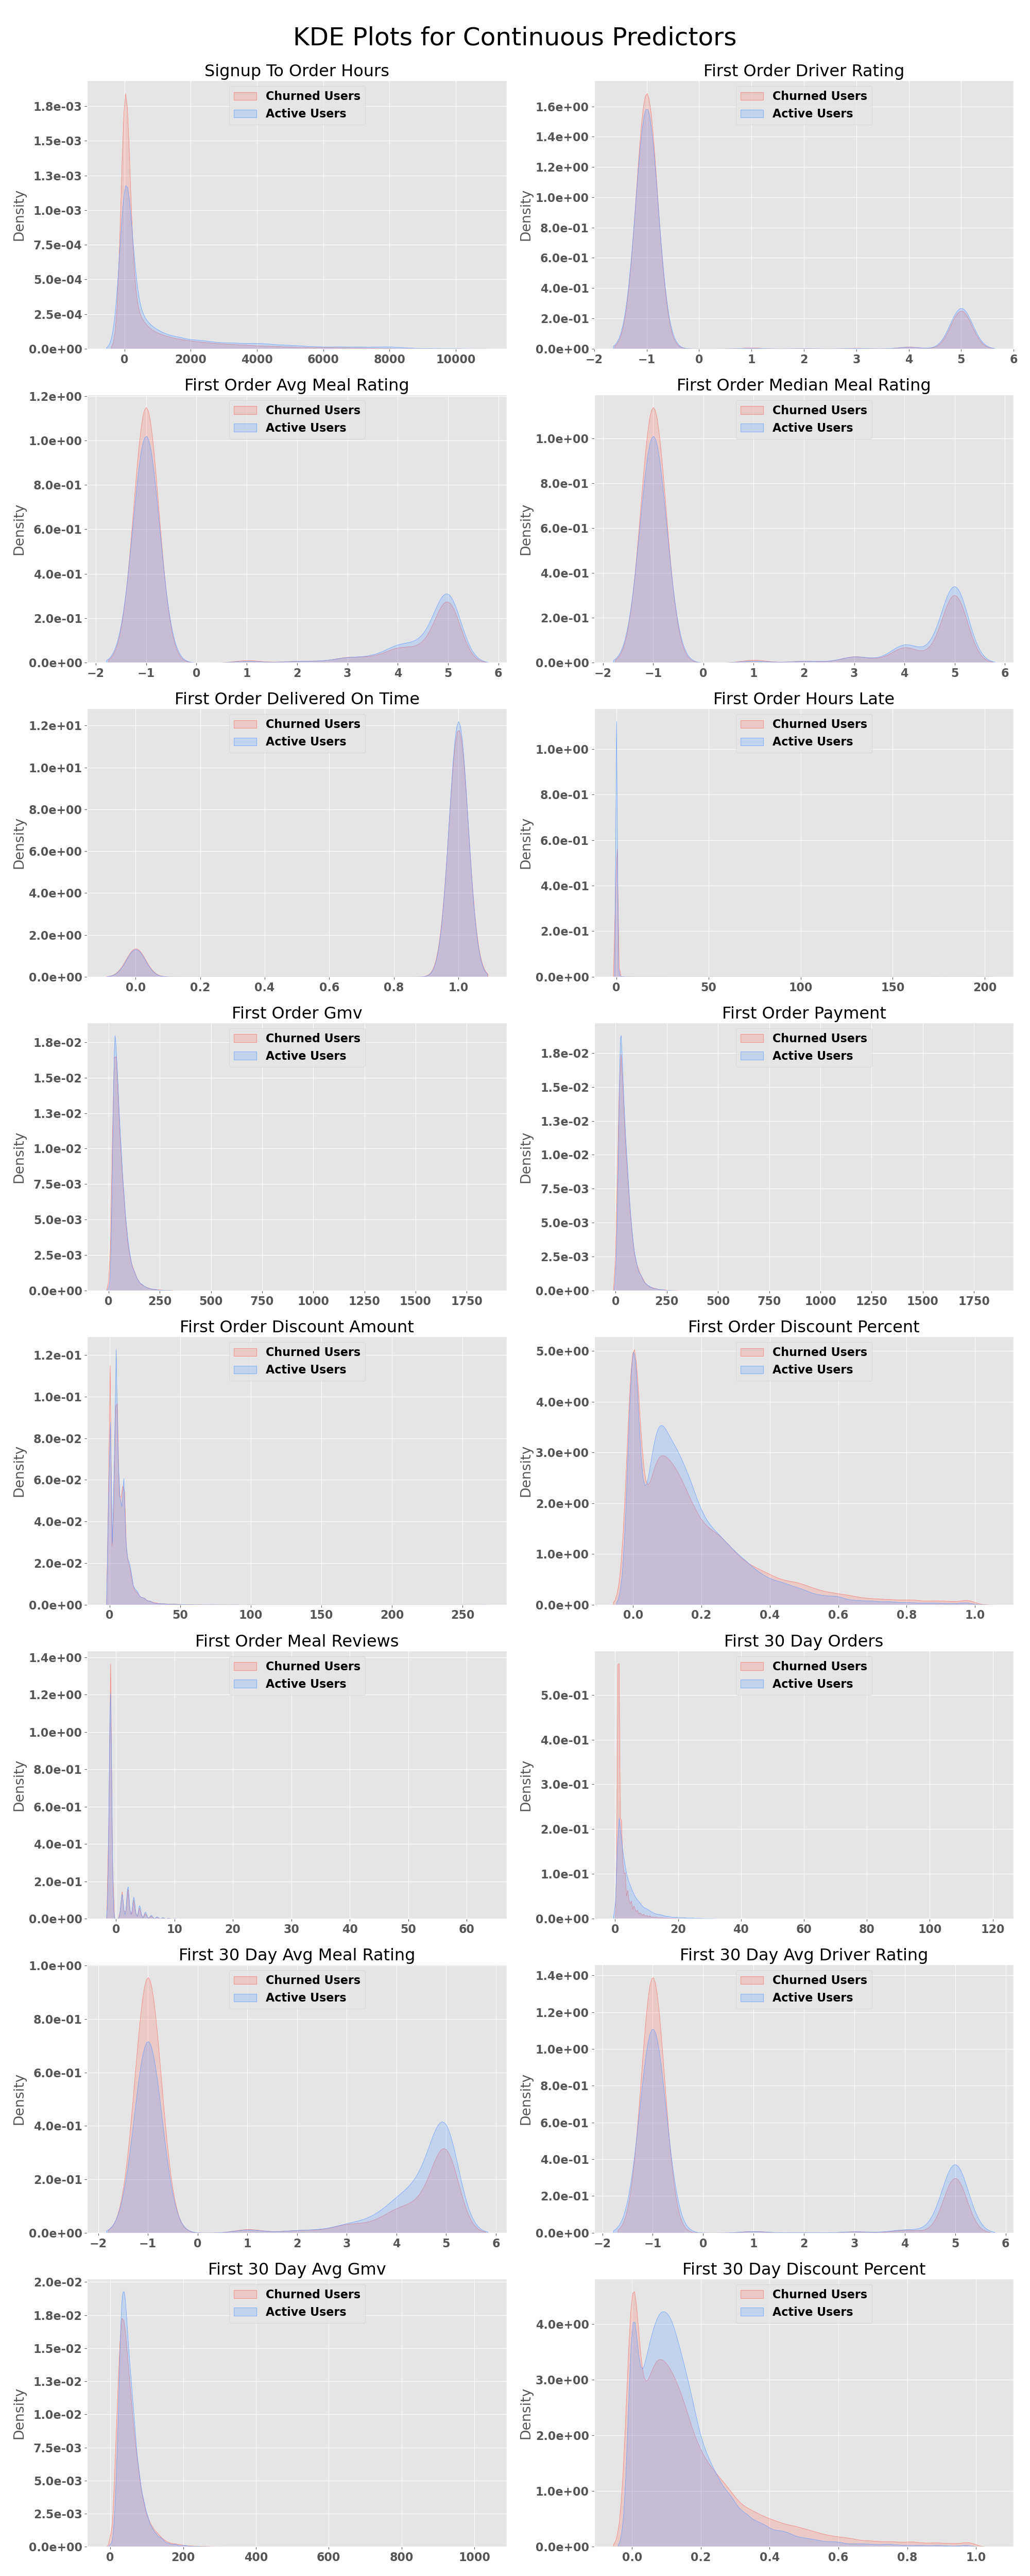 KDE Plots for Continuous Predictors
Signup To Order Hours
Churned Users
Active Users
Density
1.8e-03
1.5e-03
1.3e-03
1.0e-03
7.5e-04
5.0e-04
2.5e-04
0.0e+00
0 2000 4000 6000 8000 10000
First Order Driver Rating
Churned Users
Active Users
Density
1.6e+00
1.4e+00
1.2e+00
1.0e+00
8.0e-01
6.0e-01
4.0e-01
2.0e-01
0.0e+00
−2 −1 0 1 2 3 4 5 6
First Order Avg Meal Rating
Churned Users
Active Users
Density
1.2e+00
1.0e+00
8.0e-01
6.0e-01
4.0e-01
2.0e-01
0.0e+00
−2 −1 0 1 2 3 4 5 6
First Order Median Meal Rating
Churned Users
Active Users
Density
1.0e+00
8.0e-01
6.0e-01
4.0e-01
2.0e-01
0.0e+00
−2 −1 0 1 2 3 4 5 6
First Order Delivered On Time
Churned Users
Active Users
Density
1.2e+01
1.0e+01
8.0e+00
6.0e+00
4.0e+00
2.0e+00
0.0e+00
0.0 0.2 0.4 0.6 0.8 1.0
First Order Hours Late
Churned Users
Active Users
Density
1.0e+00
8.0e-01
6.0e-01
4.0e-01
2.0e-01
0.0e+00
0 50 100 150 200
First Order Gmv
Churned Users
Active Users
Density
1.8e-02
1.5e-02
1.3e-02
1.0e-02
7.5e-03
5.0e-03
2.5e-03
0.0e+00
0 250 500 750 1000 1250 1500 1750
First Order Payment
Churned Users
Active Users
Density
1.8e-02
1.5e-02
1.3e-02
1.0e-02
7.5e-03
5.0e-03
2.5e-03
0.0e+00
0 250 500 750 1000 1250 1500 1750
First Order Discount Amount
Churned Users
Active Users
Density
1.2e-01
1.0e-01
8.0e-02
6.0e-02
4.0e-02
2.0e-02
0.0e+00
0 50 100 150 200 250
First Order Discount Percent
Churned Users
Active Users
Density
5.0e+00
4.0e+00
3.0e+00
2.0e+00
1.0e+00
0.0e+00
0.0 0.2 0.4 0.6 0.8 1.0
First Order Meal Reviews
Churned Users
Active Users
Density
1.4e+00
1.2e+00
1.0e+00
8.0e-01
6.0e-01
4.0e-01
2.0e-01
0.0e+00
0 10 20 30 40 50 60
First 30 Day Orders
Churned Users
Active Users
Density
5.0e-01
4.0e-01
3.0e-01
2.0e-01
1.0e-01
0.0e+00
0 20 40 60 80 100 120
First 30 Day Avg Meal Rating
Churned Users
Active Users
Density
1.0e+00
8.0e-01
6.0e-01
4.0e-01
2.0e-01
0.0e+00
−2 −1 0 1 2 3 4 5 6
First 30 Day Avg Driver Rating
Churned Users
Active Users
Density
1.4e+00
1.2e+00
1.0e+00
8.0e-01
6.0e-01
4.0e-01
2.0e-01
0.0e+00
−2 −1 0 1 2 3 4 5 6
First 30 Day Avg Gmv
Churned Users
Active Users
Density
2.0e-02
1.8e-02
1.5e-02
1.3e-02
1.0e-02
7.5e-03
5.0e-03
2.5e-03
0.0e+00
0 200 400 600 800 1000
First 30 Day Discount Percent
Churned Users
Active Users
Density
4.0e+00
3.0e+00
2.0e+00
1.0e+00
0.0e+00
0.0 0.2 0.4 0.6 0.8 1.0